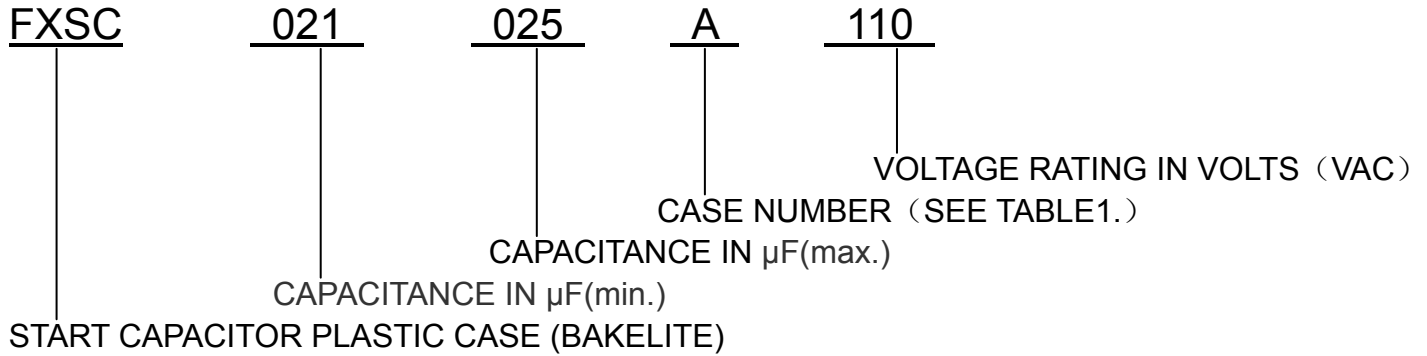 FXSC 021 025 A 110
VOLTAGE RATING IN VOLTS（VAC）
CASE NUMBER（SEE TABLE1.）
CAPACITANCE IN µF(max.)
CAPACITANCE IN µF(min.)
START CAPACITOR PLASTIC CASE (BAKELITE)